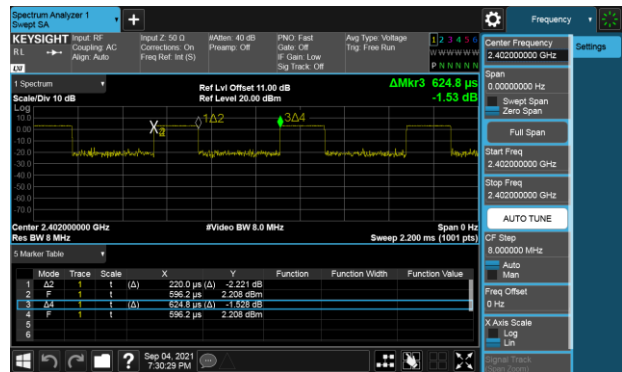 Spectrum Analyzer 1
Swept SA
+
Frequency
KEYSIGHT
RL
LXI
Input: RF
Coupling: AC
Align: Auto
Input Z: 50 Ω
Corrections: On
Freq Ref: Int (S)
#Atten: 40 dB
Preamp: Off
PNO: Fast
Gate: Off
IF Gain: Low
Sig Track: Off
Avg Type: Voltage
Trig: Free Run
1 2 3 4 5 6
W W W W W W
P N N N N N
Center Frequency
2.402000000 GHz
Settings
Span
0.00000000 Hz
Swept Span
Zero Span
Full Span
Start Freq
2.402000000 GHz
Stop Freq
2.402000000 GHz
AUTO TUNE
CF Step
8.000000 MHz
Auto
Man
Freq Offset
0 Hz
X Axis Scale
Log
Lin
Signal Track
(Span Zoom)
1 Spectrum
Scale/Div 10 dB
Ref Lvl Offset 11.00 dB
Ref Level 20.00 dBm
ΔMkr3 624.8 µs
-1.53 dB
Log
10.0
0.00
-10.0
-20.0
-30.0
-40.0
-50.0
-60.0
-70.0
1Δ2
3Δ4
Center 2.402000000 GHz
Res BW 8 MHz
#Video BW 8.0 MHz
Span 0 Hz
Sweep 2.200 ms (1001 pts)
5 Marker Table
Mode Trace Scale X Y Function Function Width Function Value
1 Δ2 1 t (Δ) 220.0 µs (Δ) -2.221 dB
2 F 1 t 596.2 µs 2.208 dBm
3 Δ4 1 t (Δ) 624.8 µs (Δ) -1.528 dB
4 F 1 t 596.2 µs 2.208 dBm
5
6
?
Sep 04, 2021
7:30:29 PM